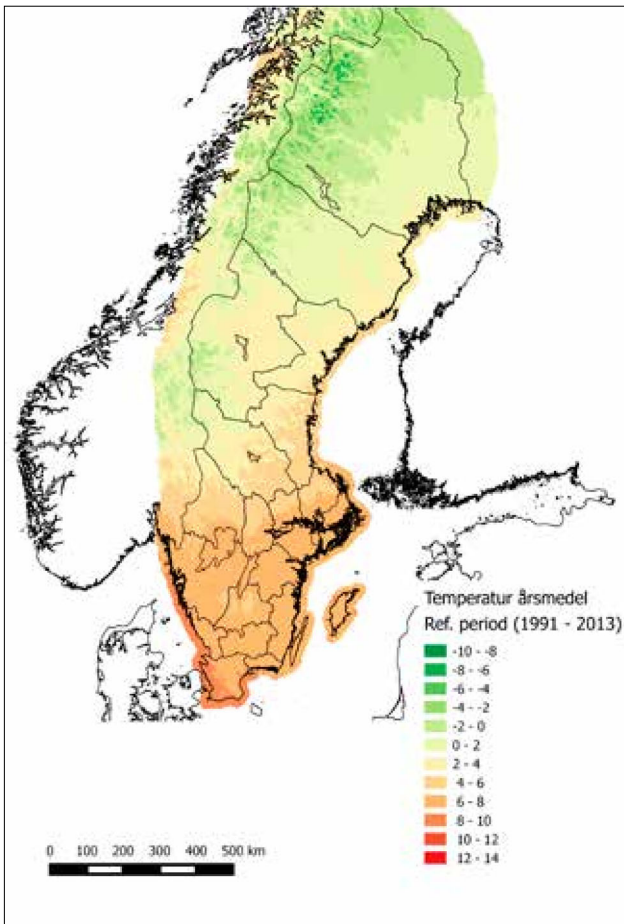 Temperatur årsmedel
Ref. period (1991 - 2013)
-10 - -8
-8 - -6
-6 - -4
-4 - -2
-2 - 0
0 - 2
2 - 4
4 - 6
6 - 8
8 - 10
10 - 12
12 - 14
0 100 200 300 400 500 km